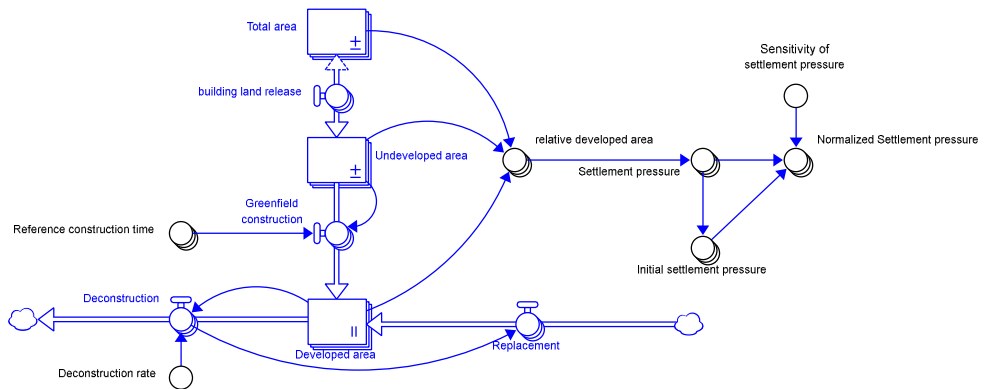 Total area
Sensitivity of
settlement pressure
building land release
Undeveloped area
relative developed area
Normalized Settlement pressure
Settlement pressure
Greenfield
construction
Reference construction time
Initial settlement pressure
Deconstruction
Replacement
Developed area
Deconstruction rate